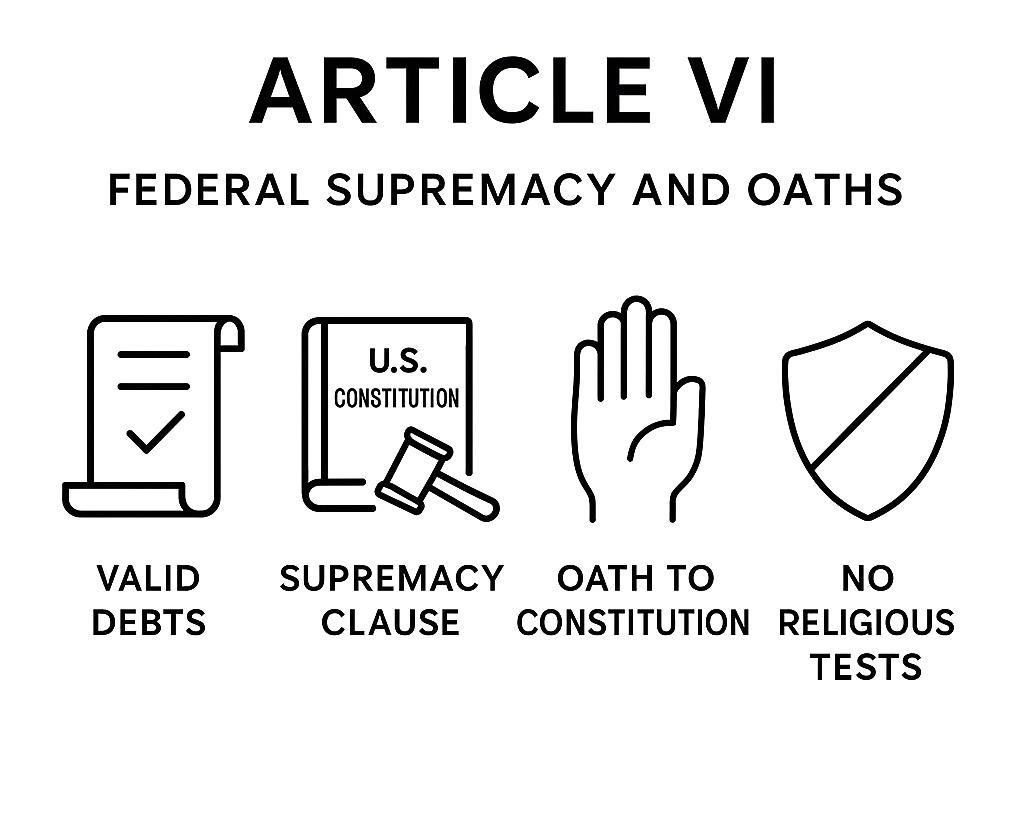 ARTICLE VI
FEDERAL SUPREMACY AND OATHS
U.S.
CONSTITUTION
VALID
DEBTS
SUPREMACY
CLAUSE
OATH TO
CONSTITUTION
NO
RELIGIOUS
TESTS